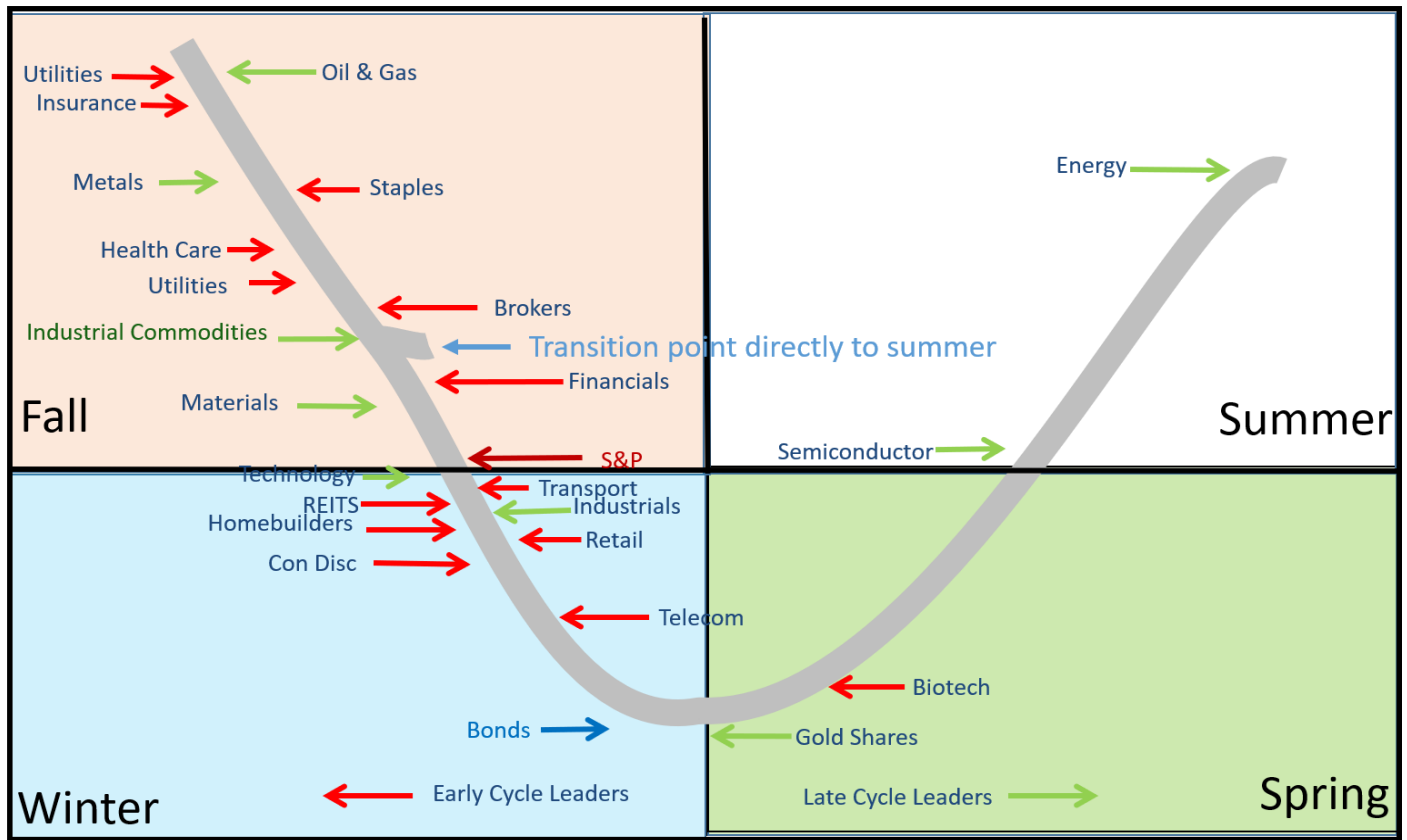 Utilities
Oil & Gas
Insurance
Metals
Staples
Health Care
Utilities
Brokers
Industrial Commodities
Transition point directly to summer
Financials
Materials
Fall
S&P
Energy
Semiconductor
Summer
Technology
Transport
REITS
Industrials
Homebuilders
Retail
Con Disc
Telecom
Bonds
Early Cycle Leaders
Winter
Biotech
Gold Shares
Late Cycle Leaders
Spring